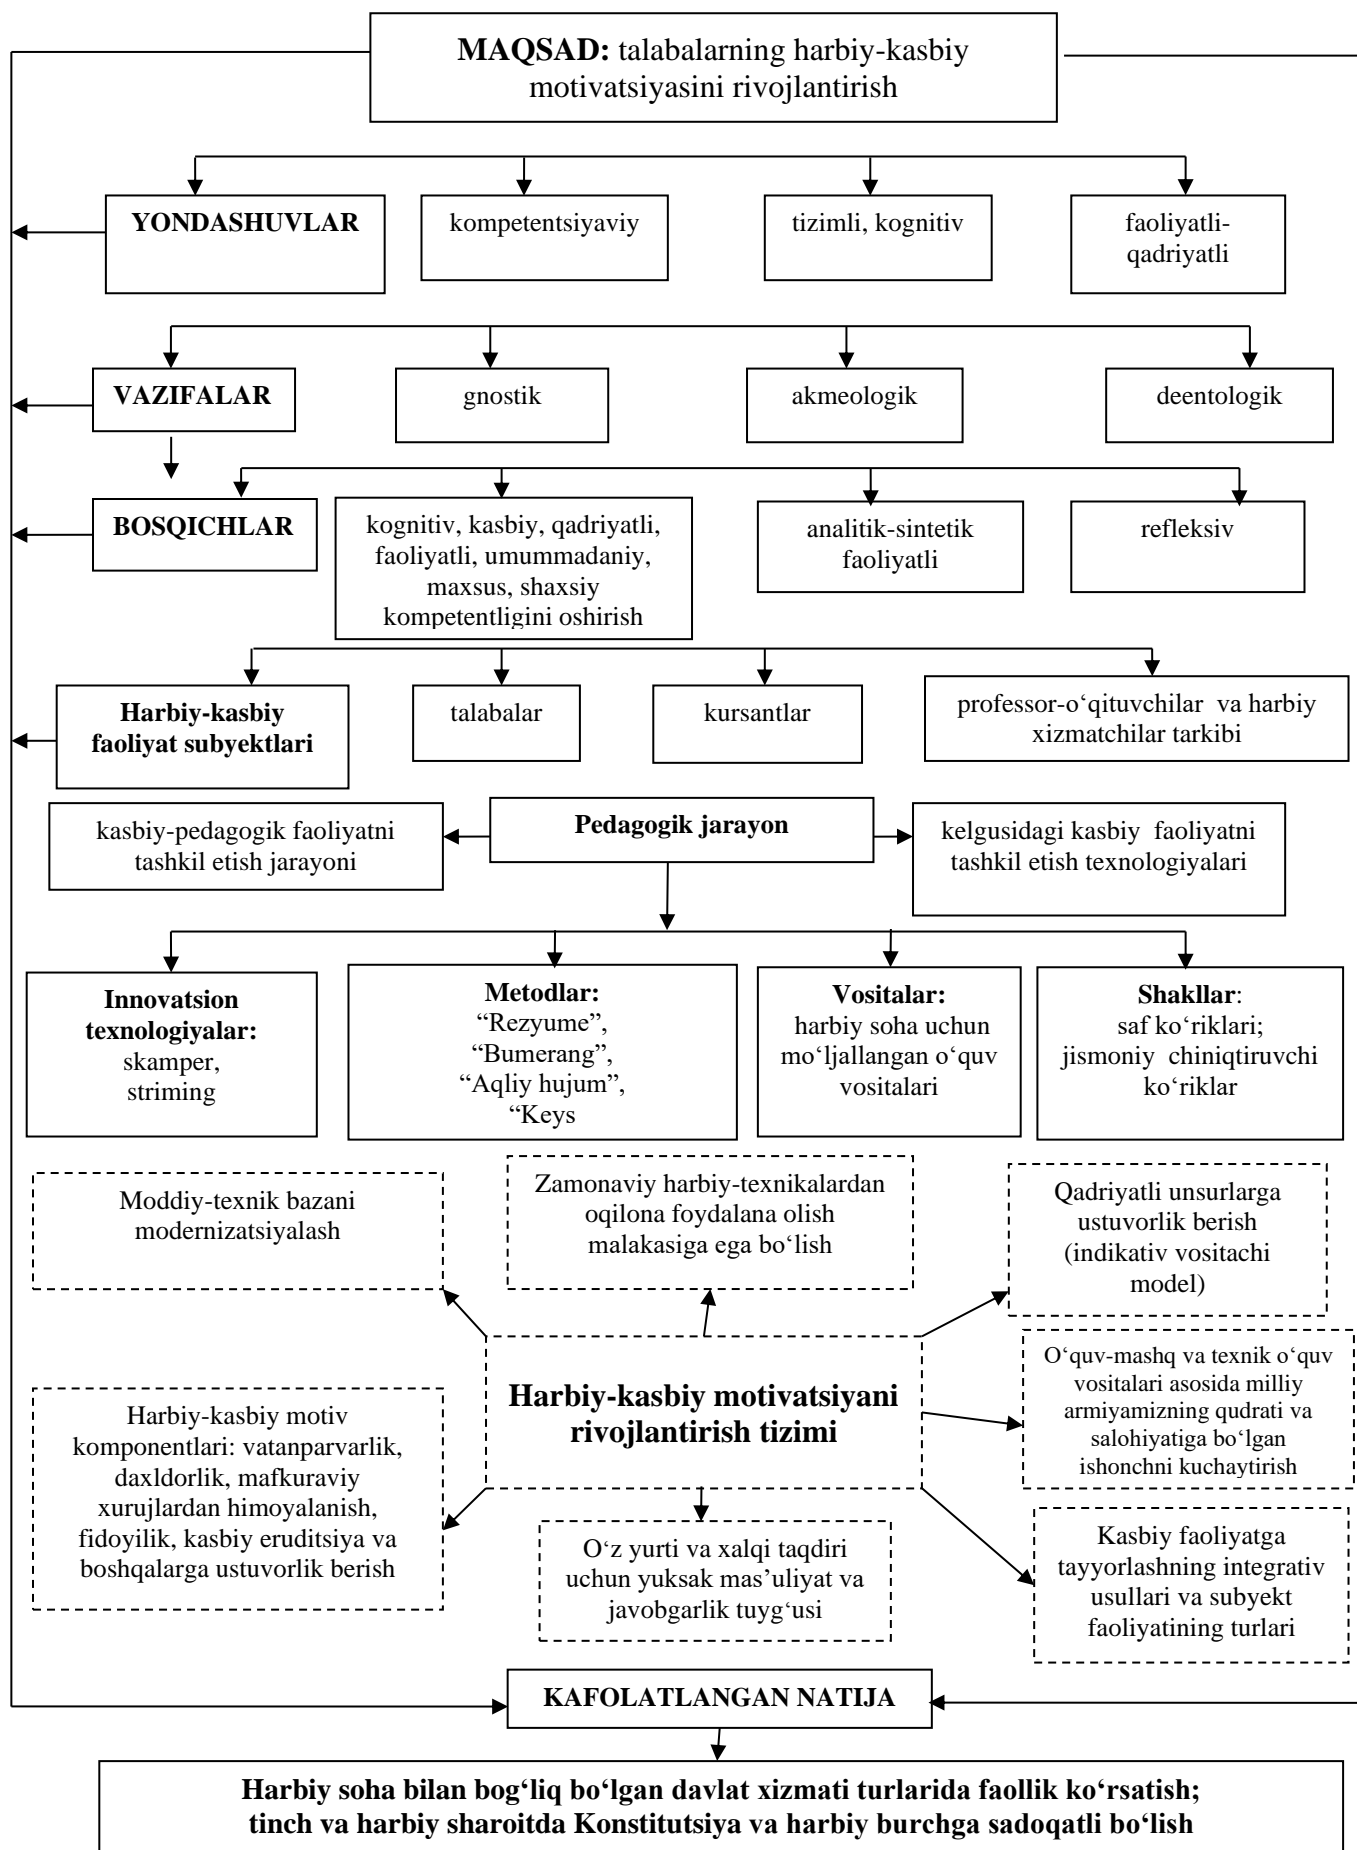 MAQSAD: talabalarning harbiy-kasbiy
motivatsiyasini rivojlantirish
YONDASHUVLAR
kompetentsiyaviy
tizimli, kognitiv
faoliyatli-
qadriyatli
VAZIFALAR
gnostik
akmeologik
deentologik
BOSQICHLAR
kognitiv, kasbiy, qadriyatli,
faoliyatli, umummadaniy,
maxsus, shaxsiy
kompetentligini oshirish
analitik-sintetik
faoliyatli
refleksiv
Harbiy-kasbiy
faoliyat subyektlari
talabalar
kursantlar
professor-o‘qituvchilar va harbiy
xizmatchilar tarkibi
kasbiy-pedagogik faoliyatni
tashkil etish jarayoni
Pedagogik jarayon
kelgusidagi kasbiy faoliyatni
tashkil etish texnologiyalari
Innovatsion
texnologiyalar:
skamper,
striming
Metodlar:
“Rezyume”,
“Bumerang”,
“Aqliy hujum”,
“Keys
Vositalar:
harbiy soha uchun
mo‘ljallangan o‘quv
vositalari
Shakllar:
saf ko‘riklari;
jismoniy chiniqtiruvchi
ko‘riklar
Moddiy-texnik bazani
modernizatsiyalash
Zamonaviy harbiy-texnikalardan
oqilona foydalana olish
malakasiga ega bo‘lish
Qadriyatli unsurlarga
ustuvorlik berish
(indikativ vositachi
model)
Harbiy-kasbiy motivatsiyani
rivojlantirish tizimi
O‘quv-mashq va texnik o‘quv
vositalari asosida milliy
armiyamizning qudrati va
salohiyatiga bo‘lgan
ishonchni kuchaytirish
Harbiy-kasbiy motiv
komponentlari: vatanparvarlik,
daxldorlik, mafkuraviy
xurujlardan himoyalanish,
fidoyilik, kasbiy eruditsiya va
boshqalarga ustuvorlik berish
O‘z yurti va xalqi taqdiri
uchun yuksak mas’uliyat va
javobgarlik tuyg‘usi
Kasbiy faoliyatga
tayyorlashning integrativ
usullari va subyekt
faoliyatining turlari
KAFOLATLANGAN NATIJA
Harbiy soha bilan bog‘liq bo‘lgan davlat xizmati turlarida faollik ko‘rsatish;
tinch va harbiy sharoitda Konstitutsiya va harbiy burchga sadoqatli bo‘lish